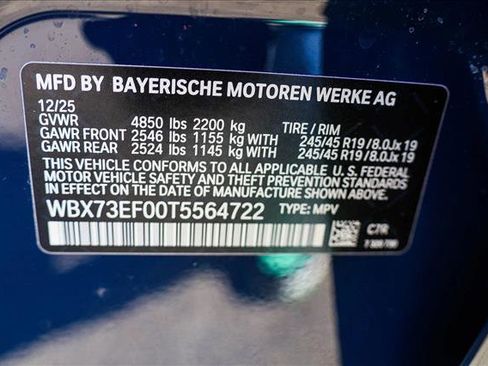 MFD BY BAYERISCHE MOTOREN WERKE AG
12/25
GVWR 4850 lbs 2200 kg TIRE / RIM
GAWR FRONT 2546 lbs 1155 kg WITH 245/45 R19 / 8.0Jx 19
GAWR REAR 2524 lbs 1145 kg WITH 245/45 R19 / 8.0Jx 19
THIS VEHICLE CONFORMS TO ALL APPLICABLE U. S. FEDERAL
MOTOR VEHICLE SAFETY, BUMPER, AND THEFT PREVENTION STANDARDS
IN EFFECT ON THE DATE OF MANUFACTURE SHOWN ABOVE.
WBX73EF00T5564722 TYPE: MPV
C7R